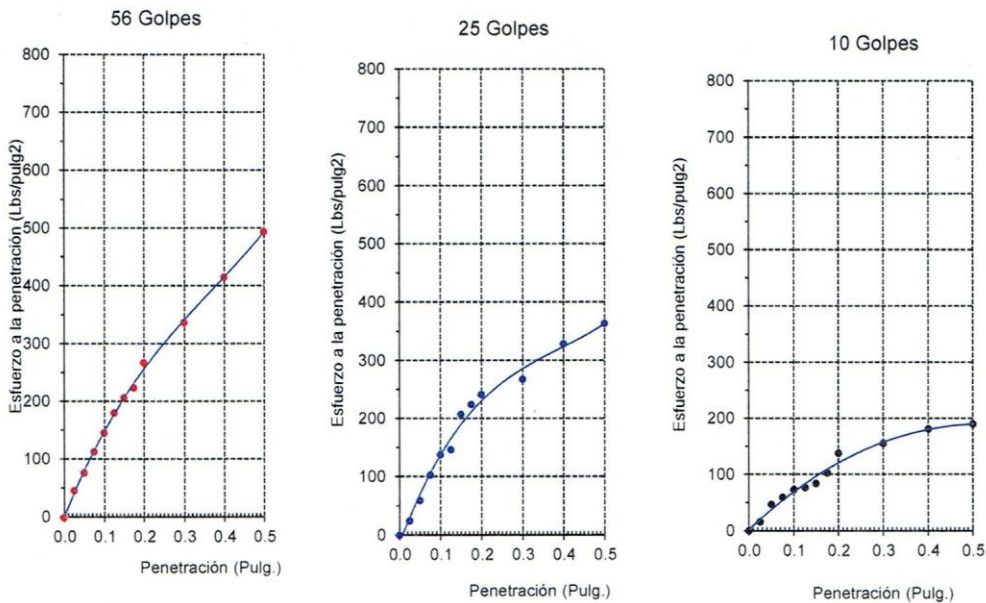 56 Golpes
800
700
600
500
400
300
200
100
0
Esfuerzo a la penetración (Lbs/pulg2)
0.0 0.1 0.2 0.3 0.4 0.5
Penetración (Pulg.)
25 Golpes
800
700
600
500
400
300
200
100
0
Esfuerzo a la penetración (Lbs/pulg2)
0.0 0.1 0.2 0.3 0.4 0.5
Penetración (Pulg.)
10 Golpes
800
700
600
500
400
300
200
100
0
Esfuerzo a la penetración (Lbs/pulg2)
0.0 0.1 0.2 0.3 0.4 0.5
Penetración (Pulg.)